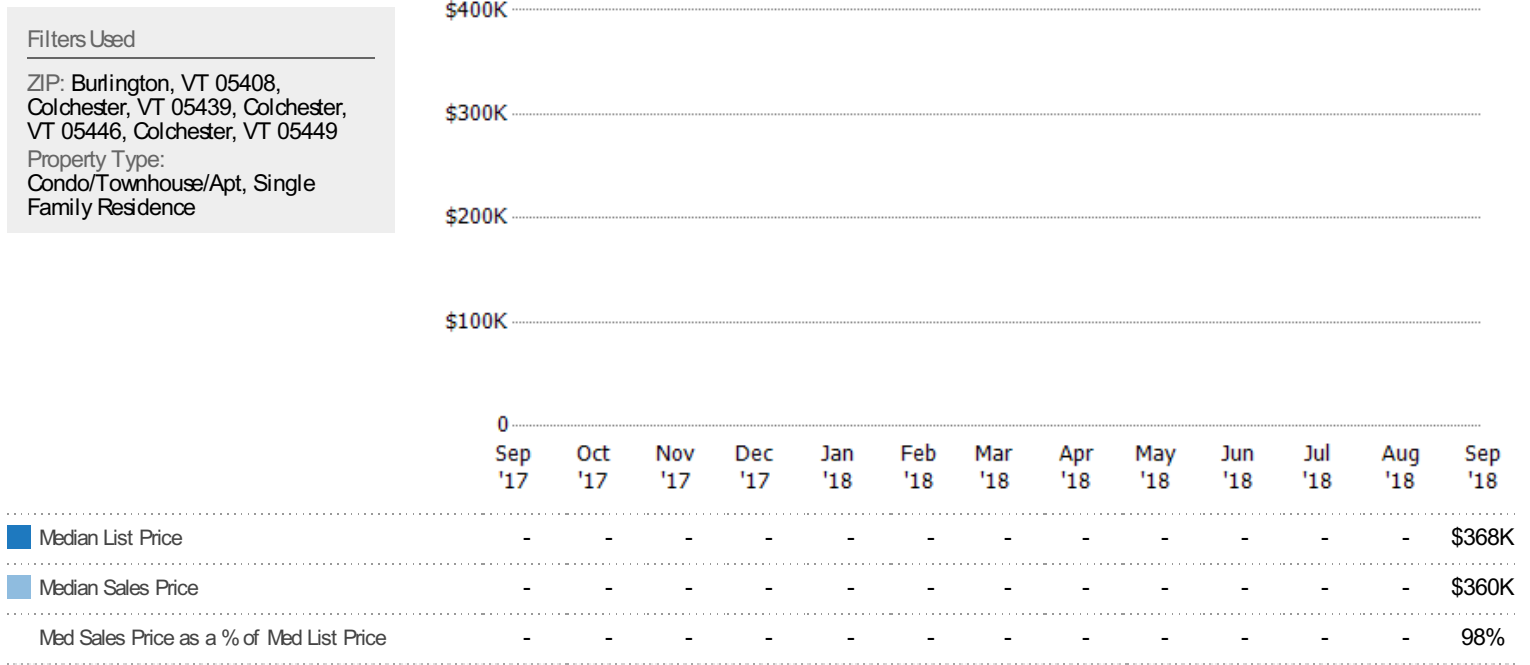 Filters Used
ZIP: Burlington, VT 05408,
Colchester, VT 05439, Colchester,
VT 05446, Colchester, VT 05449
Property Type:
Condo/Townhouse/Apt, Single
Family Residence
$400K
$300K
$200K
$100K
0
Sep Oct Nov Dec Jan Feb Mar Apr May Jun Jul Aug Sep
'17 '17 '17 '17 '18 '18 '18 '18 '18 '18 '18 '18 '18
Median List Price - - - - - - - - - - - - $368K
Median Sales Price - - - - - - - - - - - - $360K
Med Sales Price as a % of Med List Price - - - - - - - - - - - - 98%